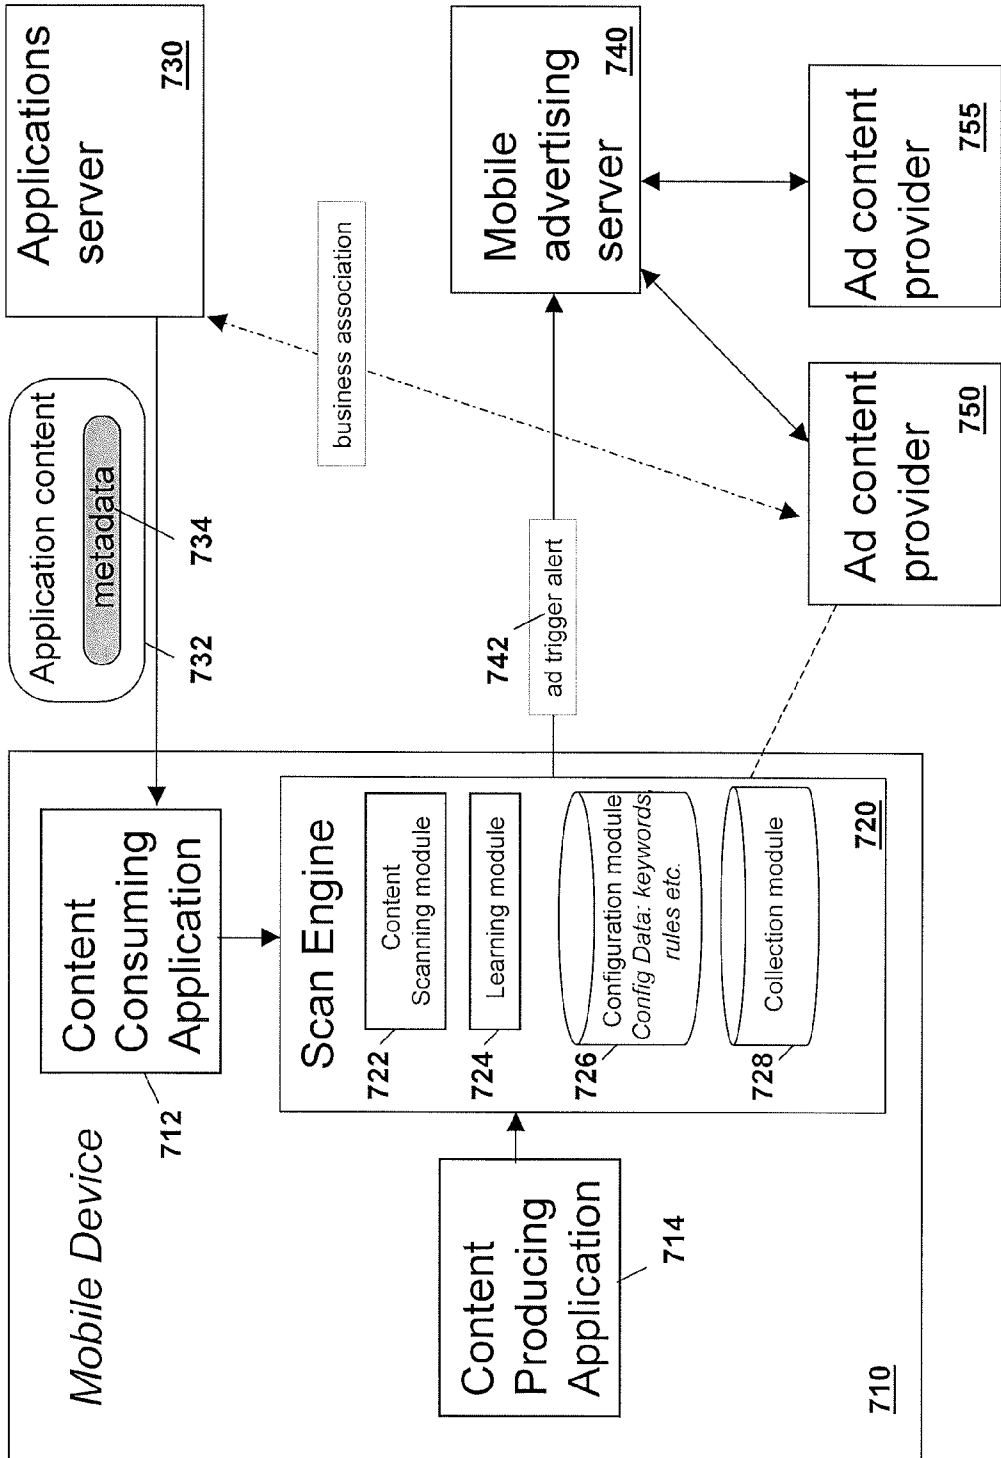 Mobile Device
Content
Consuming
Application
712
Application content
metadata
734
732
Applications
server
730
Scan Engine
Content
Scanning module
722
Learning module
724
Configuration module
Config Data: keywords,
rules etc.
726
Collection module
728
720
Content
Producing
Application
714
710
business association
742
ad trigger alert
Mobile
advertising
server
740
Ad content
provider
750
Ad content
provider
755